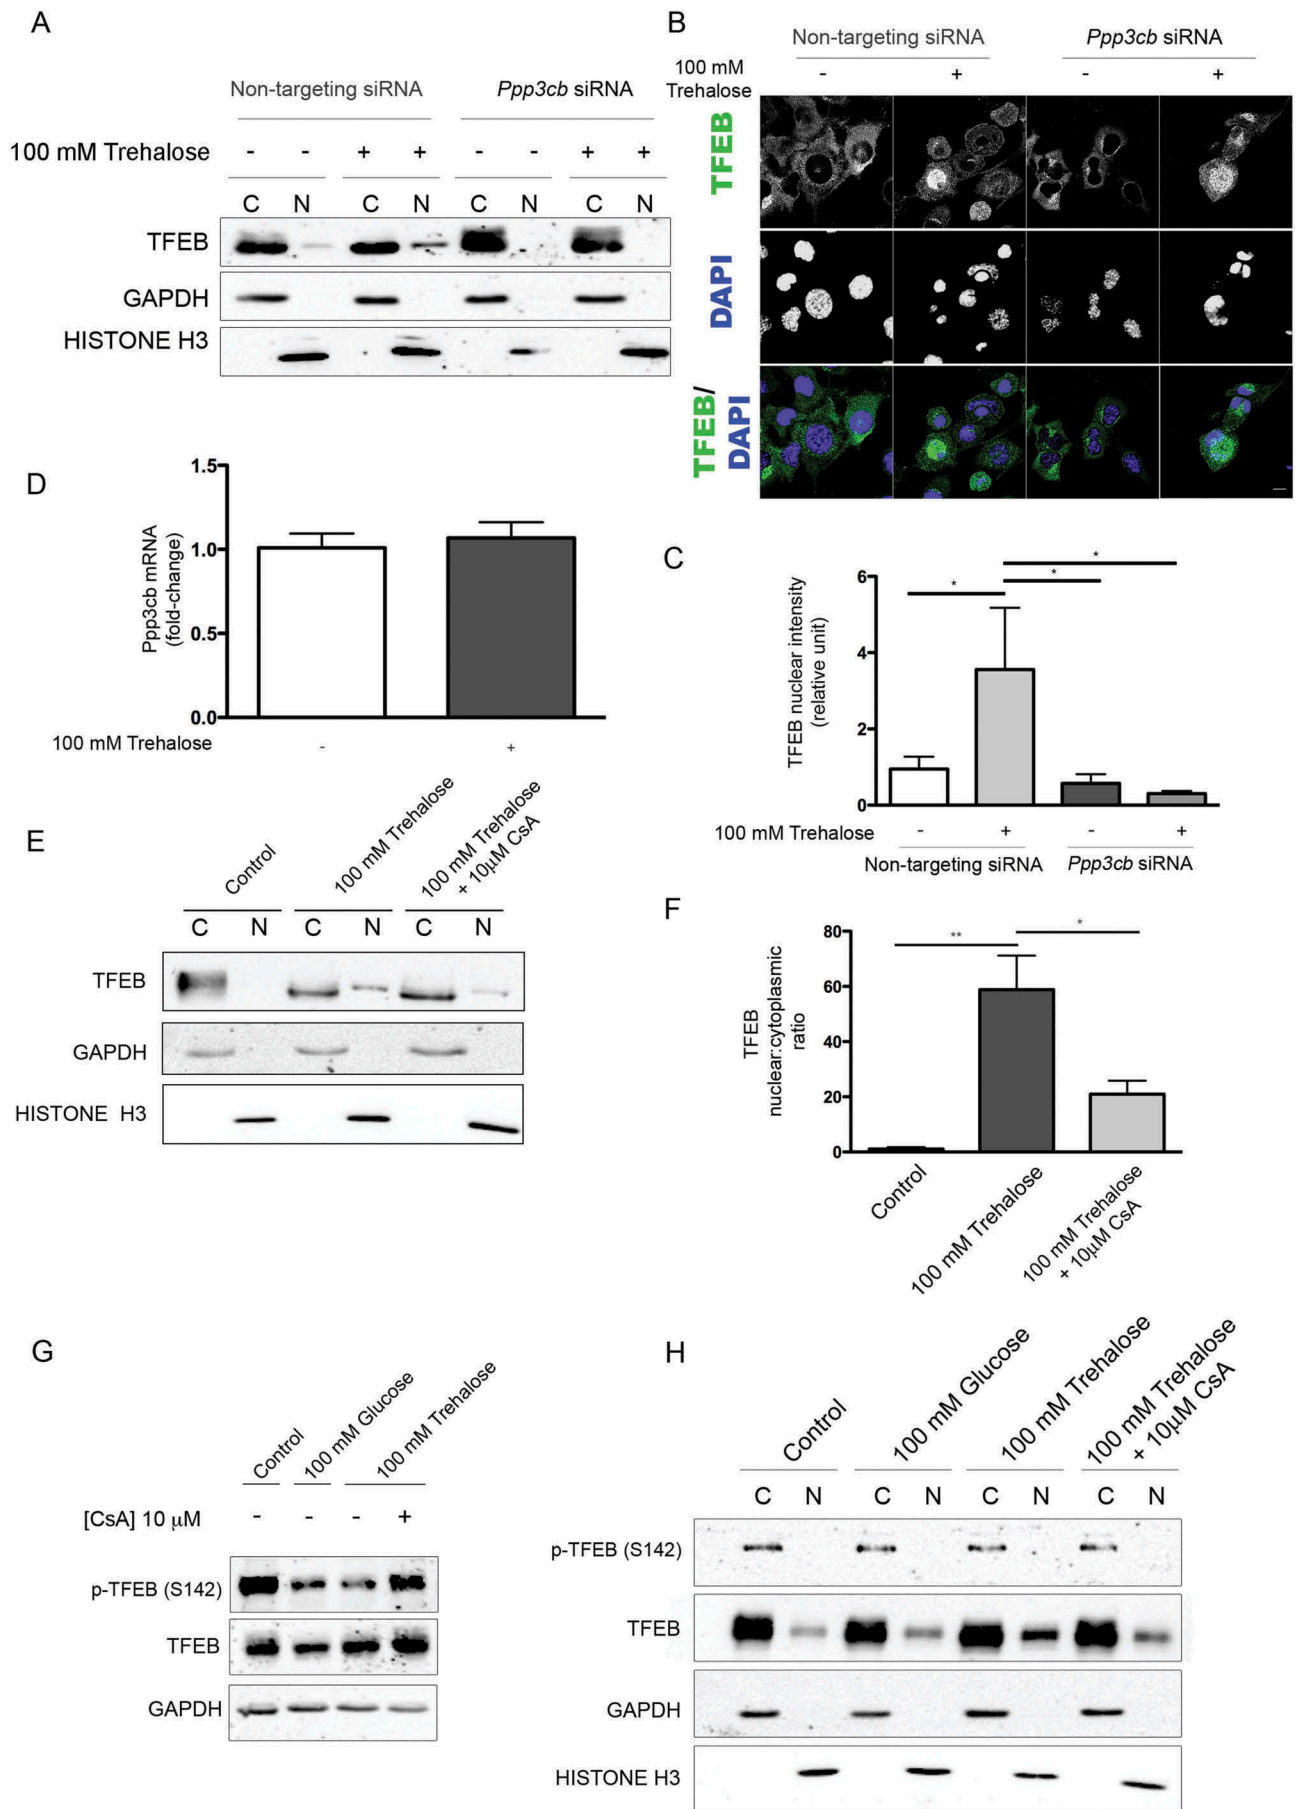 A
Non-targeting siRNA Ppp3cb siRNA
100 mM Trehalose - - + + - - + +
C N C N C N C N
TFEB
GAPDH
HISTONE H3
B
Non-targeting siRNA Ppp3cb siRNA
100 mM
Trehalose - + - +
TFEB
DAPI
TFEB/
DAPI
D
Ppp3cb mRNA
(fold-change)
1.5
1.0
0.5
0.0
100 mM Trehalose - +
C
TFEB nuclear intensity
(relative unit)
6
4
2
0
* * *
100 mM Trehalose - + - +
Non-targeting siRNA Ppp3cb siRNA
E
Control
100 mM Trehalose
100 mM Trehalose
+ 10μM CsA
C N C N C N
TFEB
GAPDH
HISTONE H3
F
TFEB
nuclear:cytoplasmic
ratio
80
60
40
20
0
** *
Control
100 mM Trehalose
100 mM Trehalose
+ 10μM CsA
G
Control
100 mM Glucose
100 mM Trehalose
[CsA] 10 μM - - - +
p-TFEB (S142)
TFEB
GAPDH
H
Control
100 mM Glucose
100 mM Trehalose
100 mM Trehalose
+ 10μM CsA
C N C N C N C N
p-TFEB (S142)
TFEB
GAPDH
HISTONE H3